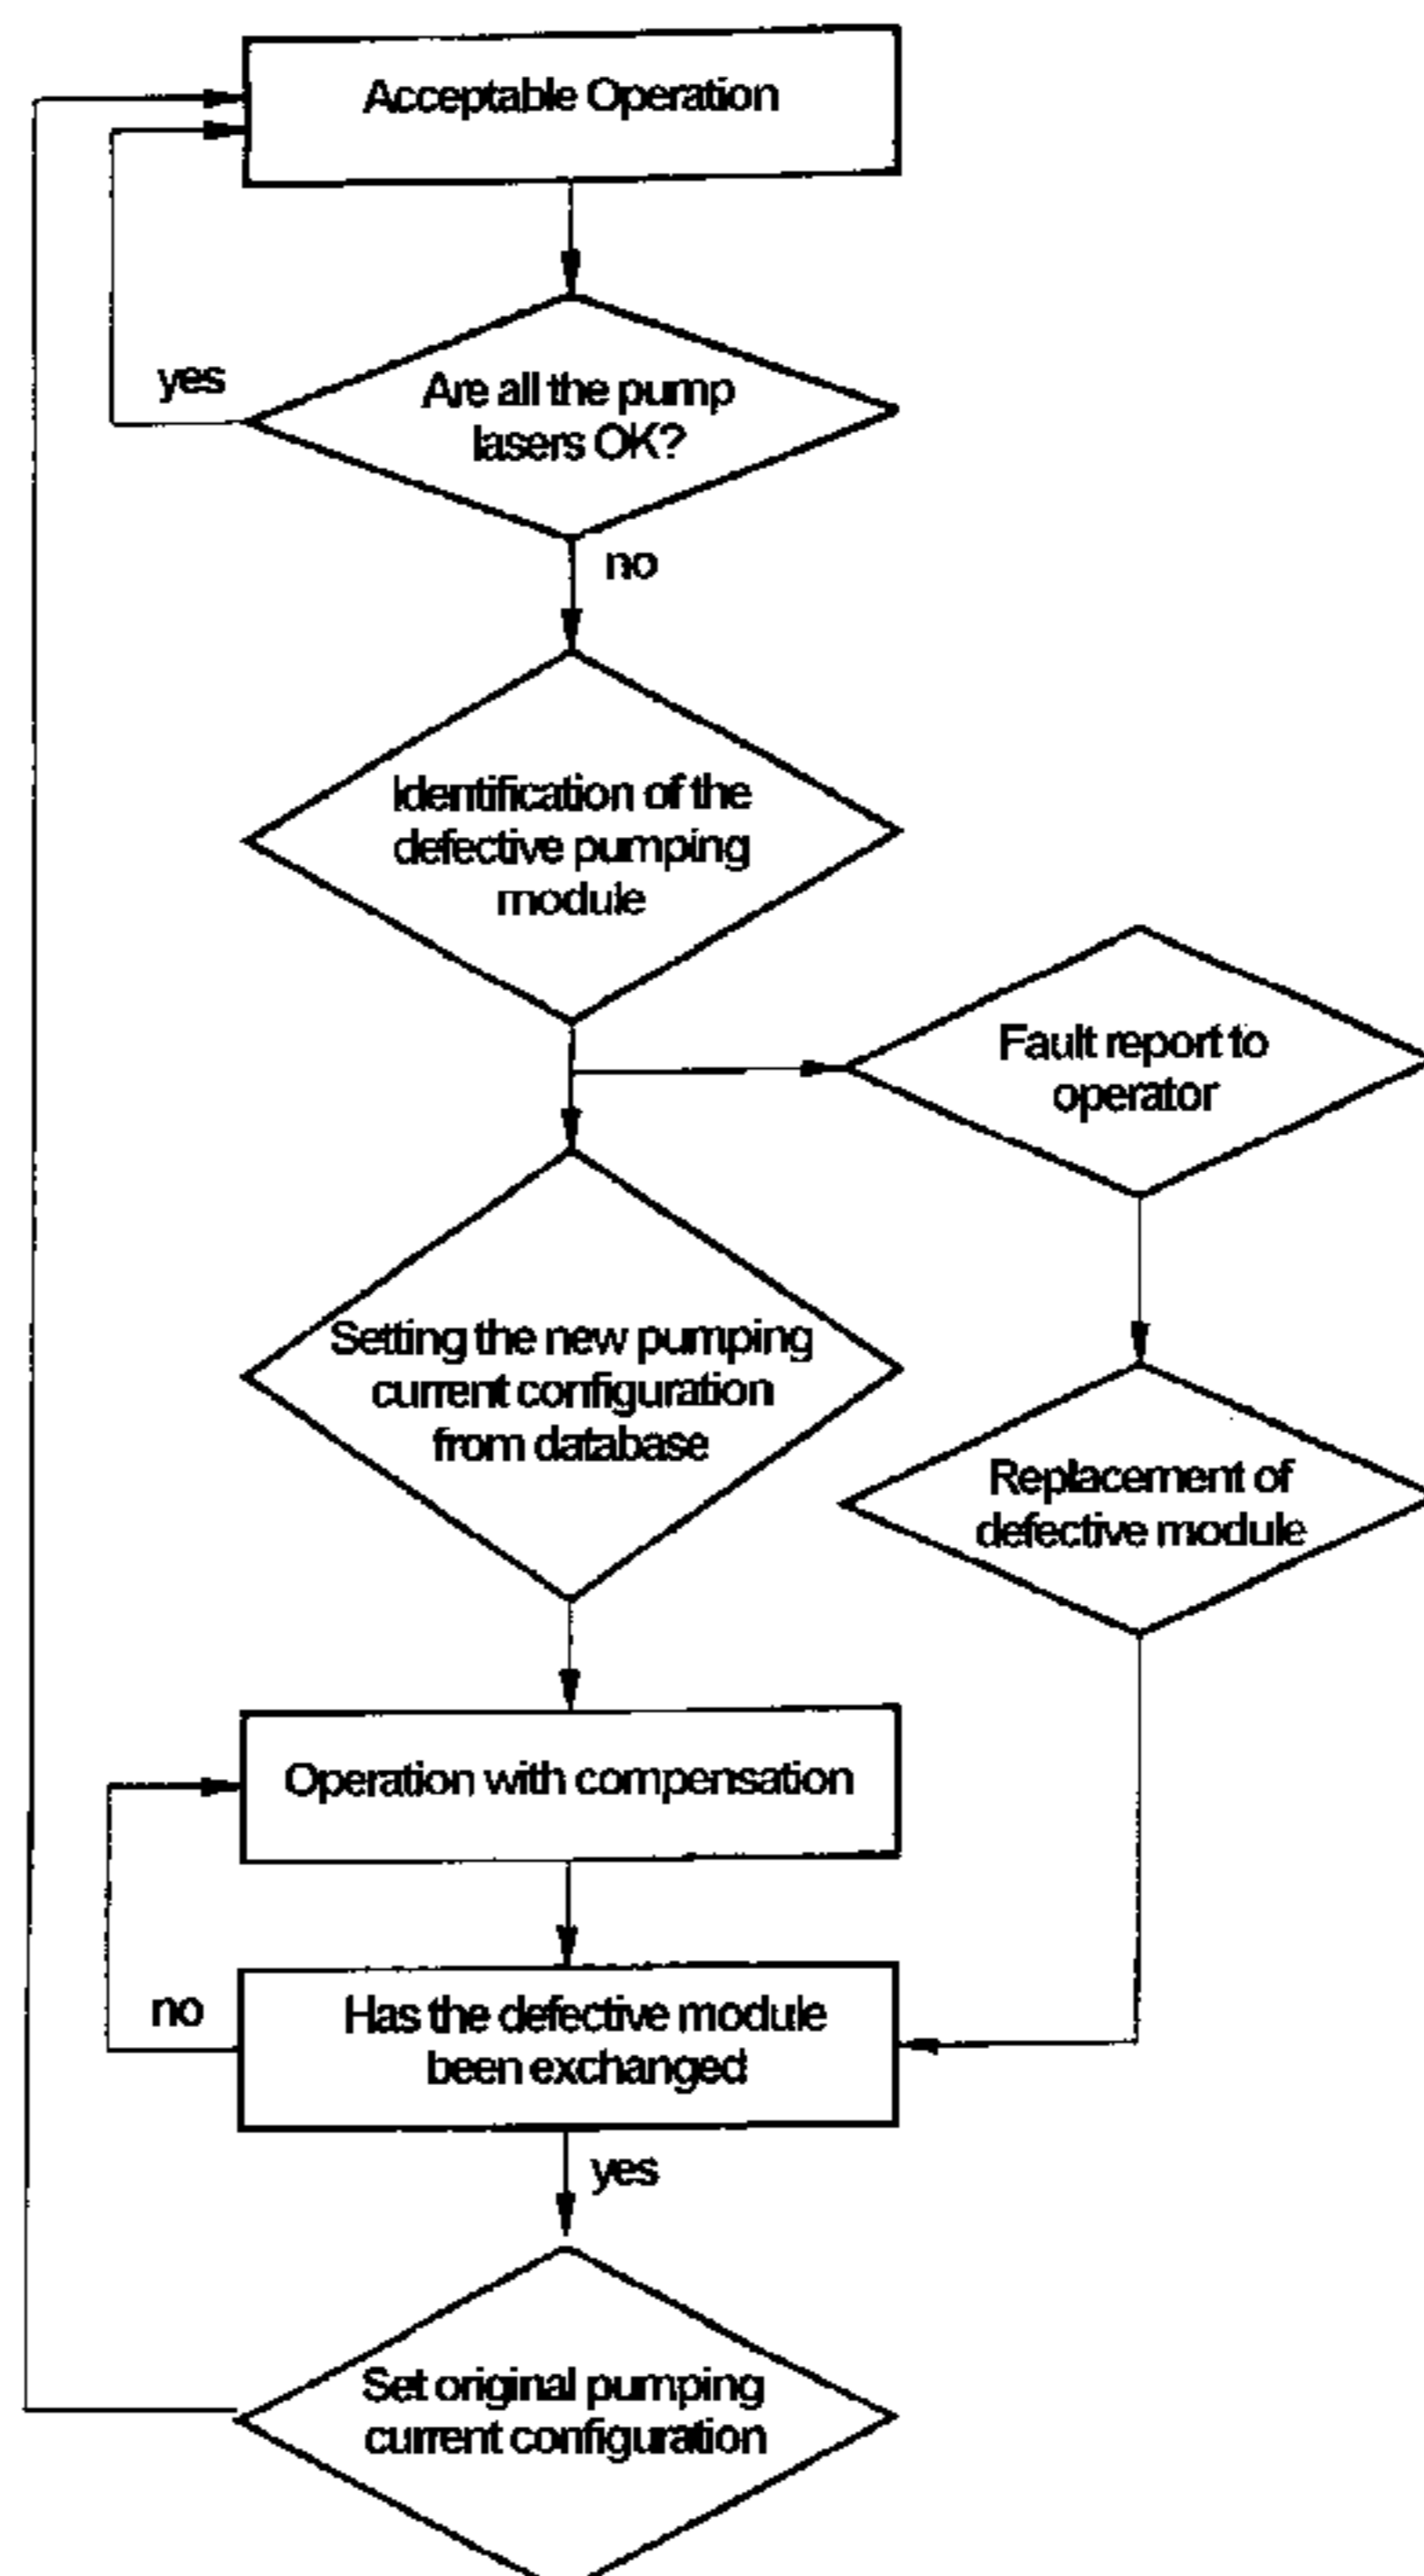 Acceptable Operation
yes
Are all the pump
lasers OK?
no
Identification of the
defective pumping
module
Fault report to
operator
Setting the new pumping
current configuration
from database
Replacement of
defective module
Operation with compensation
no
Has the defective module
been exchanged
yes
Set original pumping
current configuration